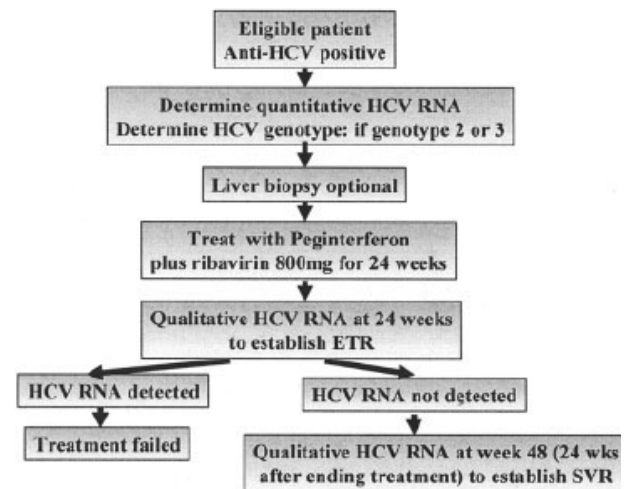 Eligible patient
Anti-HCV positive
Determine quantitative HCV RNA
Determine HCV genotype: if genotype 2 or 3
Liver biopsy optional
Treat with Peginterferon
plus ribavirin 800mg for 24 weeks
Qualitative HCV RNA at 24 weeks
to establish ETR
HCV RNA detected
HCV RNA not detected
Treatment failed
Qualitative HCV RNA at week 48 (24 wks
after ending treatment) to establish SVR